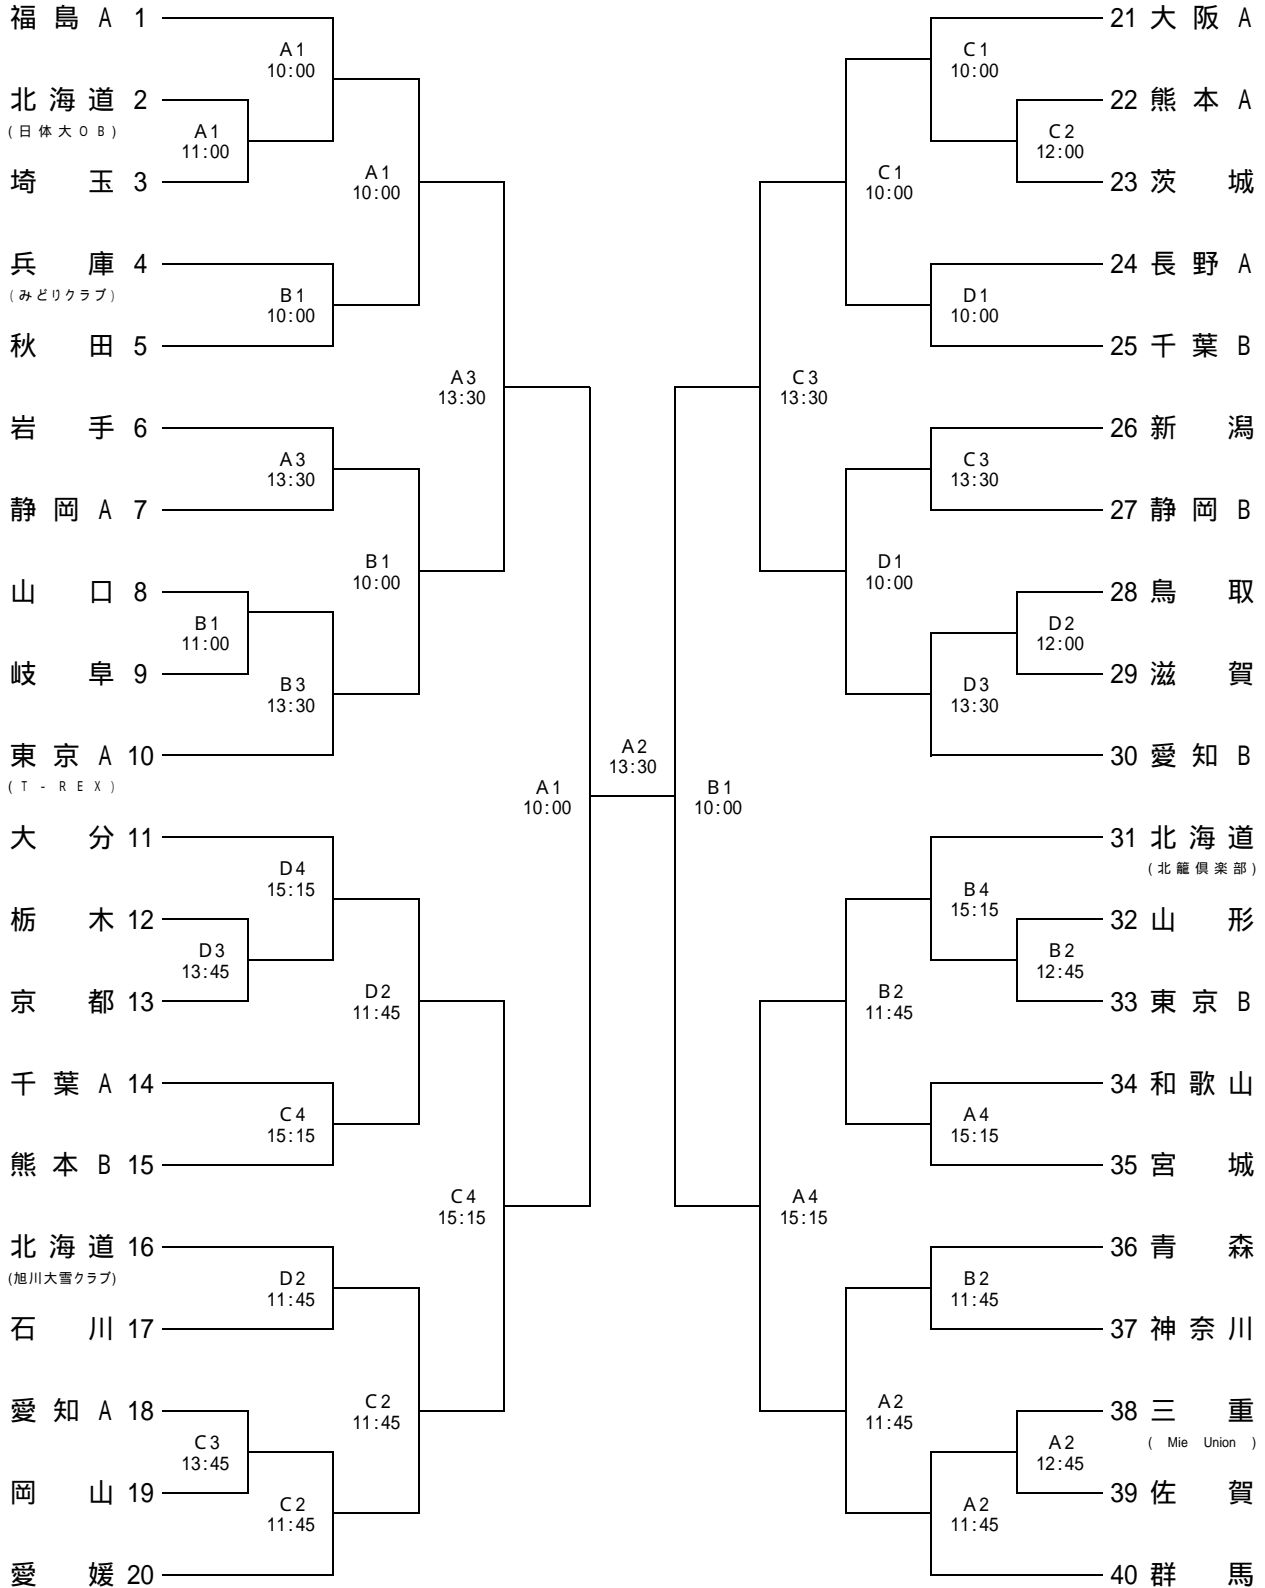 福島A 1
A1
10:00
北海道 2
(日体大OB)
A1
11:00
埼玉 3
A1
10:00
兵庫 4
(みどりクラブ)
B1
10:00
秋田 5
A3
13:30
岩手 6
A3
13:30
静岡A 7
B1
10:00
山口 8
B1
11:00
岐阜 9
B3
13:30
東京A 10
(T-REX)
A1
10:00
大分 11
D4
15:15
栃木 12
D3
13:45
京都 13
D2
11:45
千葉A 14
C4
15:15
熊本B 15
C4
15:15
北海道 16
(旭川大雪クラブ)
D2
11:45
石川 17
C2
11:45
愛知A 18
C3
13:45
岡山 19
C2
11:45
愛媛 20
A2
13:30
21 大阪A
C1
10:00
22 熊本A
C2
12:00
23 茨城
C1
10:00
24 長野A
D1
10:00
25 千葉B
C3
13:30
26 新潟
C3
13:30
27 静岡B
D1
10:00
28 鳥取
D2
12:00
29 滋賀
D3
13:30
30 愛知B
B1
10:00
31 北海道
(北籠倶楽部)
B4
15:15
32 山形
B2
12:45
33 東京B
B2
11:45
34 和歌山
A4
15:15
35 宮城
A4
15:15
36 青森
B2
11:45
37 神奈川
A2
11:45
38 三重
( Mie Union )
A2
12:45
39 佐賀
A2
11:45
40 群馬